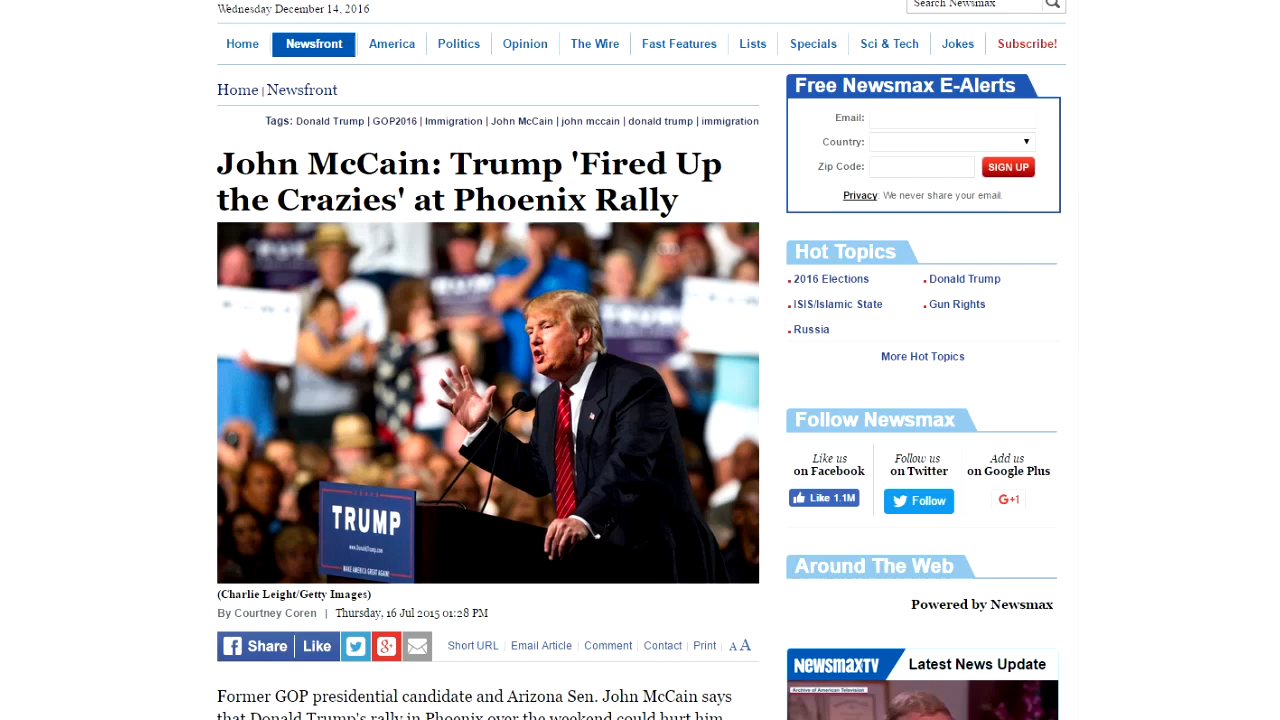 Wednesday December 14, 2016
Search Newsmax
Home Newsfront America Politics Opinion The Wire Fast Features Lists Specials Sci & Tech Jokes Subscribe!
Home | Newsfront
Tags: Donald Trump | GOP2016 | Immigration | John McCain | john mccain | donald trump | immigration
John McCain: Trump 'Fired Up
the Crazies' at Phoenix Rally
TRUMP
www.DonaldTrump.com
MAKE AMERICA GREAT AGAIN!
(Charlie Leight/Getty Images)
By Courtney Coren | Thursday, 16 Jul 2015 01:28 PM
Share Like Short URL | Email Article | Comment | Contact | Print | A A
Former GOP presidential candidate and Arizona Sen. John McCain says
that Donald Trump's rally in Phoenix over the weekend could hurt him
Free Newsmax E-Alerts
Email:
Country:
Zip Code: SIGN UP
Privacy: We never share your email.
Hot Topics
2016 Elections Donald Trump
ISIS/Islamic State Gun Rights
Russia
More Hot Topics
Follow Newsmax
Like us Follow us Add us
on Facebook on Twitter on Google Plus
Like 1.1M Follow G+1
Around The Web
Powered by Newsmax
NEWSMAXTV Latest News Update
Archive of American Television